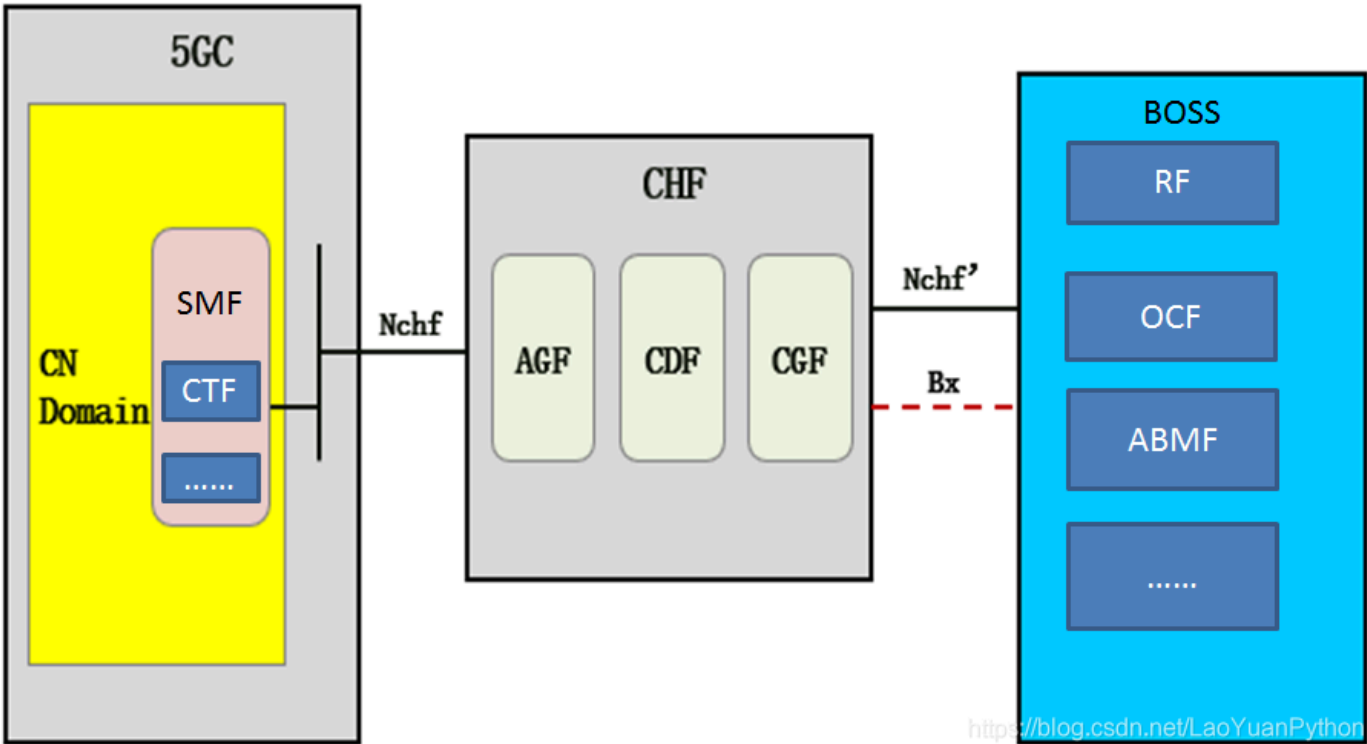 5GC
CN
Domain
SMF
CTF
……
Nchf
CHF
AGF
CDF
CGF
Nchf’
Bx
BOSS
RF
OCF
ABMF
……
https://blog.csdn.net/LaoYuanPython